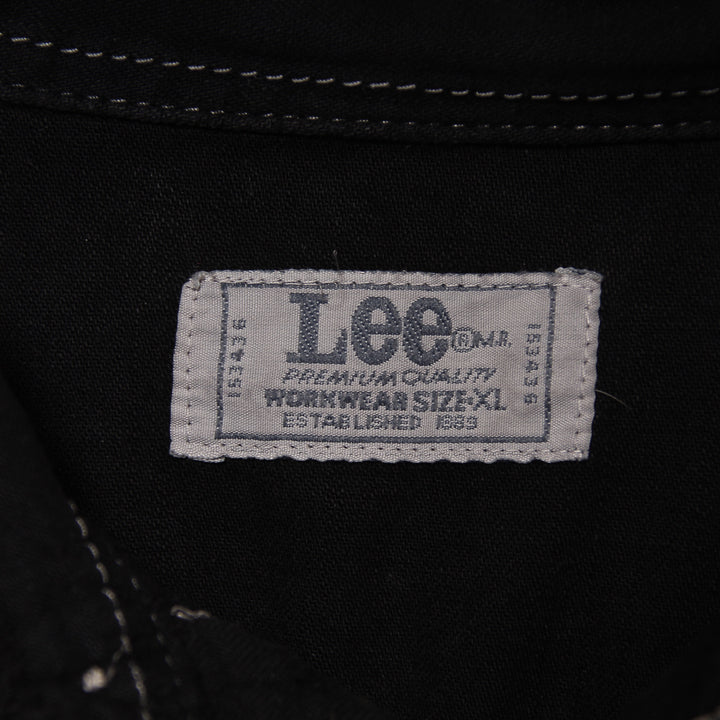 Lee ® M.R.
PREMIUM QUALITY
WORKWEAR SIZE·XL
ESTABLISHED 1889
153436
153436